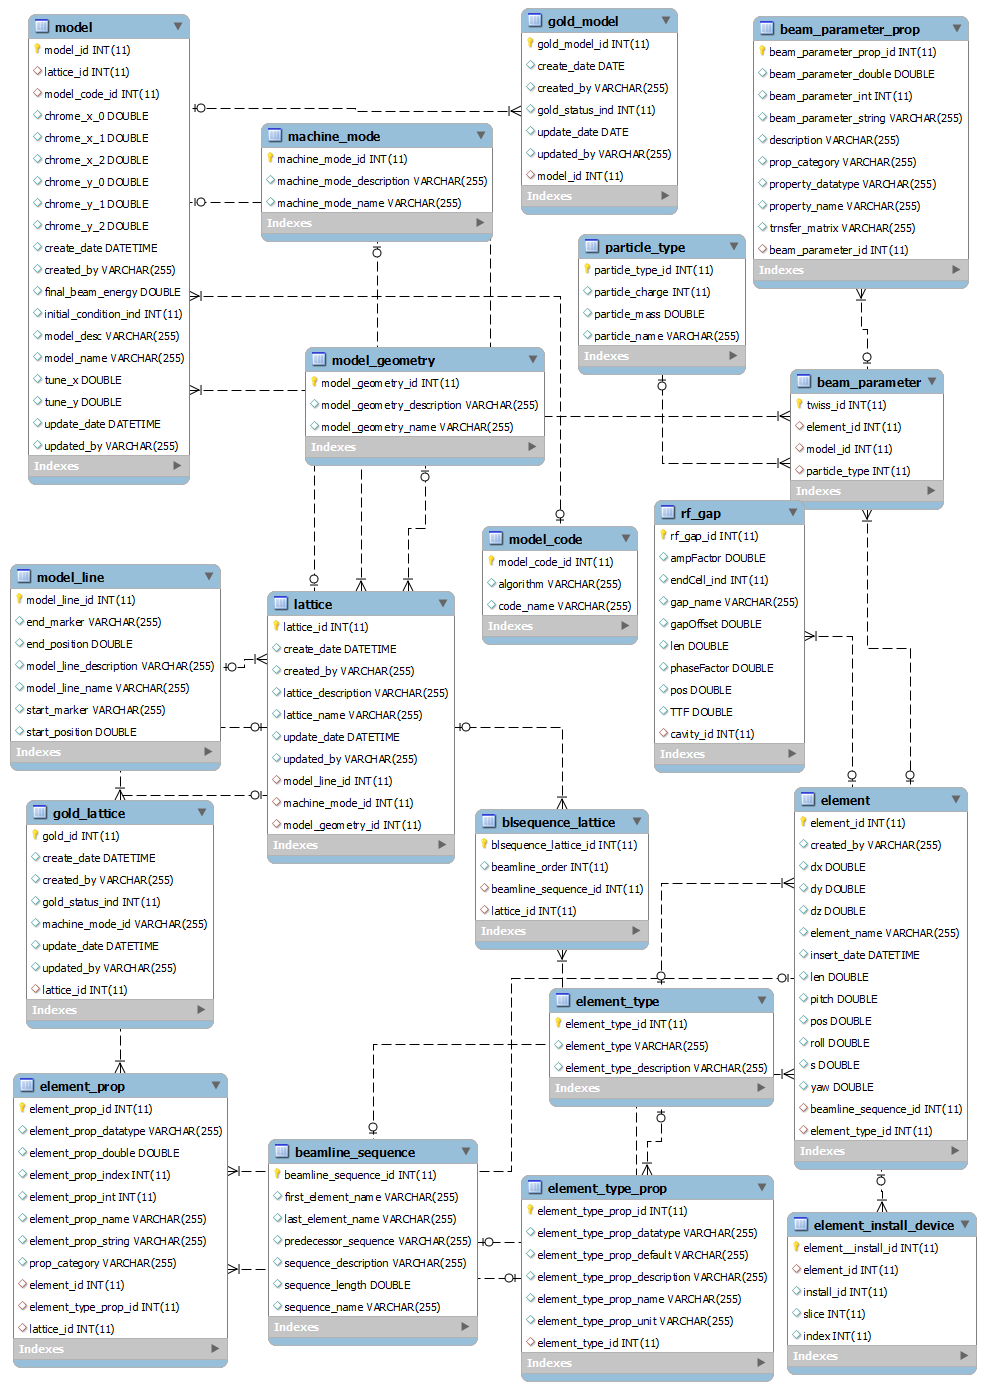 model
model_id INT(11)
lattice_id INT(11)
model_code_id INT(11)
chrome_x_0 DOUBLE
chrome_x_1 DOUBLE
chrome_x_2 DOUBLE
chrome_y_0 DOUBLE
chrome_y_1 DOUBLE
chrome_y_2 DOUBLE
create_date DATETIME
created_by VARCHAR(255)
final_beam_energy DOUBLE
initial_condition_ind INT(11)
model_desc VARCHAR(255)
model_name VARCHAR(255)
tune_x DOUBLE
tune_y DOUBLE
update_date DATETIME
updated_by VARCHAR(255)
Indexes
gold_model
gold_model_id INT(11)
create_date DATE
created_by VARCHAR(255)
gold_status_ind INT(11)
update_date DATE
updated_by VARCHAR(255)
model_id INT(11)
Indexes
beam_parameter_prop
beam_parameter_prop_id INT(11)
beam_parameter_double DOUBLE
beam_parameter_int INT(11)
beam_parameter_string VARCHAR(255)
description VARCHAR(255)
prop_category VARCHAR(255)
property_datatype VARCHAR(255)
property_name VARCHAR(255)
trnsfer_matrix VARCHAR(255)
beam_parameter_id INT(11)
Indexes
machine_mode
machine_mode_id INT(11)
machine_mode_description VARCHAR(255)
machine_mode_name VARCHAR(255)
Indexes
particle_type
particle_type_id INT(11)
particle_charge INT(11)
particle_mass DOUBLE
particle_name VARCHAR(255)
Indexes
model_geometry
model_geometry_id INT(11)
model_geometry_description VARCHAR(255)
model_geometry_name VARCHAR(255)
Indexes
beam_parameter
twiss_id INT(11)
element_id INT(11)
model_id INT(11)
particle_type INT(11)
Indexes
rf_gap
rf_gap_id INT(11)
ampFactor DOUBLE
endCell_ind INT(11)
gap_name VARCHAR(255)
gapOffset DOUBLE
len DOUBLE
phaseFactor DOUBLE
pos DOUBLE
TTF DOUBLE
cavity_id INT(11)
Indexes
model_code
model_code_id INT(11)
algorithm VARCHAR(255)
code_name VARCHAR(255)
Indexes
model_line
model_line_id INT(11)
end_marker VARCHAR(255)
end_position DOUBLE
model_line_description VARCHAR(255)
model_line_name VARCHAR(255)
start_marker VARCHAR(255)
start_position DOUBLE
Indexes
lattice
lattice_id INT(11)
create_date DATETIME
created_by VARCHAR(255)
lattice_description VARCHAR(255)
lattice_name VARCHAR(255)
update_date DATETIME
updated_by VARCHAR(255)
model_line_id INT(11)
machine_mode_id INT(11)
model_geometry_id INT(11)
Indexes
gold_lattice
gold_id INT(11)
create_date DATETIME
created_by VARCHAR(255)
gold_status_ind INT(11)
machine_mode_id VARCHAR(255)
update_date DATETIME
updated_by VARCHAR(255)
lattice_id INT(11)
Indexes
blsequence_lattice
blsequence_lattice_id INT(11)
beamline_order INT(11)
beamline_sequence_id INT(11)
lattice_id INT(11)
Indexes
element
element_id INT(11)
created_by VARCHAR(255)
dx DOUBLE
dy DOUBLE
dz DOUBLE
element_name VARCHAR(255)
insert_date DATETIME
len DOUBLE
pitch DOUBLE
pos DOUBLE
roll DOUBLE
s DOUBLE
yaw DOUBLE
beamline_sequence_id INT(11)
element_type_id INT(11)
Indexes
element_type
element_type_id INT(11)
element_type VARCHAR(255)
element_type_description VARCHAR(255)
Indexes
element_prop
element_prop_id INT(11)
element_prop_datatype VARCHAR(255)
element_prop_double DOUBLE
element_prop_index INT(11)
element_prop_int INT(11)
element_prop_name VARCHAR(255)
element_prop_string VARCHAR(255)
prop_category VARCHAR(255)
element_id INT(11)
element_type_prop_id INT(11)
lattice_id INT(11)
Indexes
beamline_sequence
beamline_sequence_id INT(11)
first_element_name VARCHAR(255)
last_element_name VARCHAR(255)
predecessor_sequence VARCHAR(255)
sequence_description VARCHAR(255)
sequence_length DOUBLE
sequence_name VARCHAR(255)
Indexes
element_type_prop
element_type_prop_id INT(11)
element_type_prop_datatype VARCHAR(255)
element_type_prop_default VARCHAR(255)
element_type_prop_description VARCHAR(255)
element_type_prop_name VARCHAR(255)
element_type_prop_unit VARCHAR(255)
element_type_id INT(11)
Indexes
element_install_device
element__install_id INT(11)
element_id INT(11)
install_id INT(11)
slice INT(11)
index INT(11)
Indexes